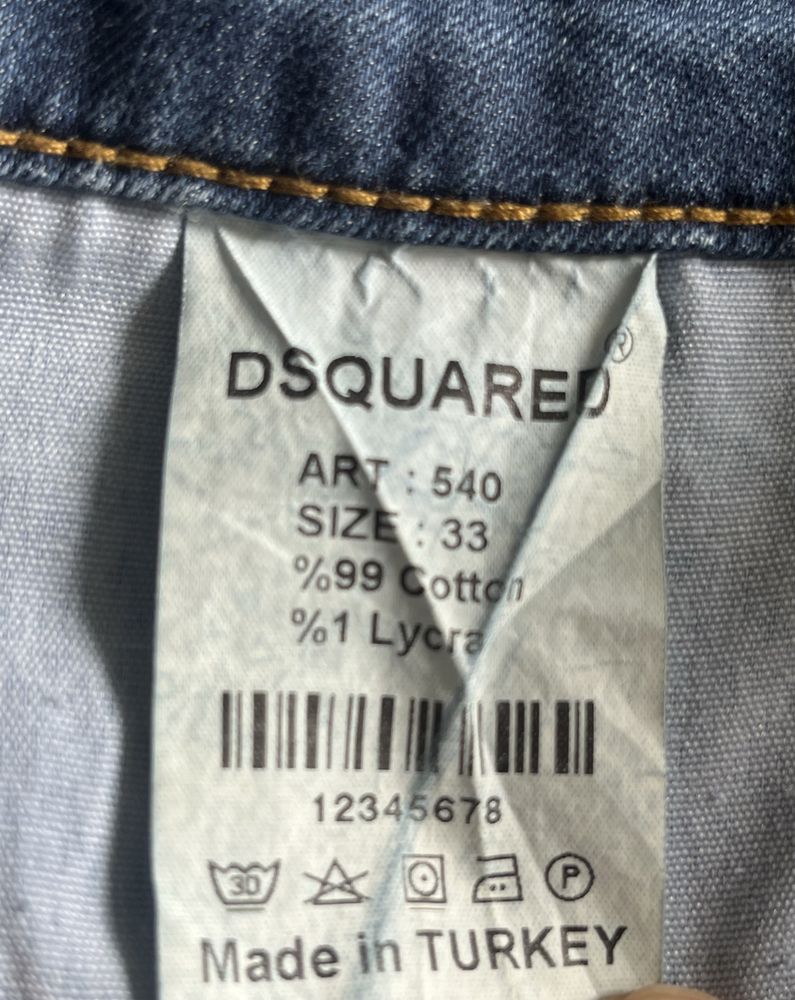 DSQUARED®
ART : 540
SIZE : 33
%99 Cotton
%1 Lycra
12345678
30 P
Made in TURKEY